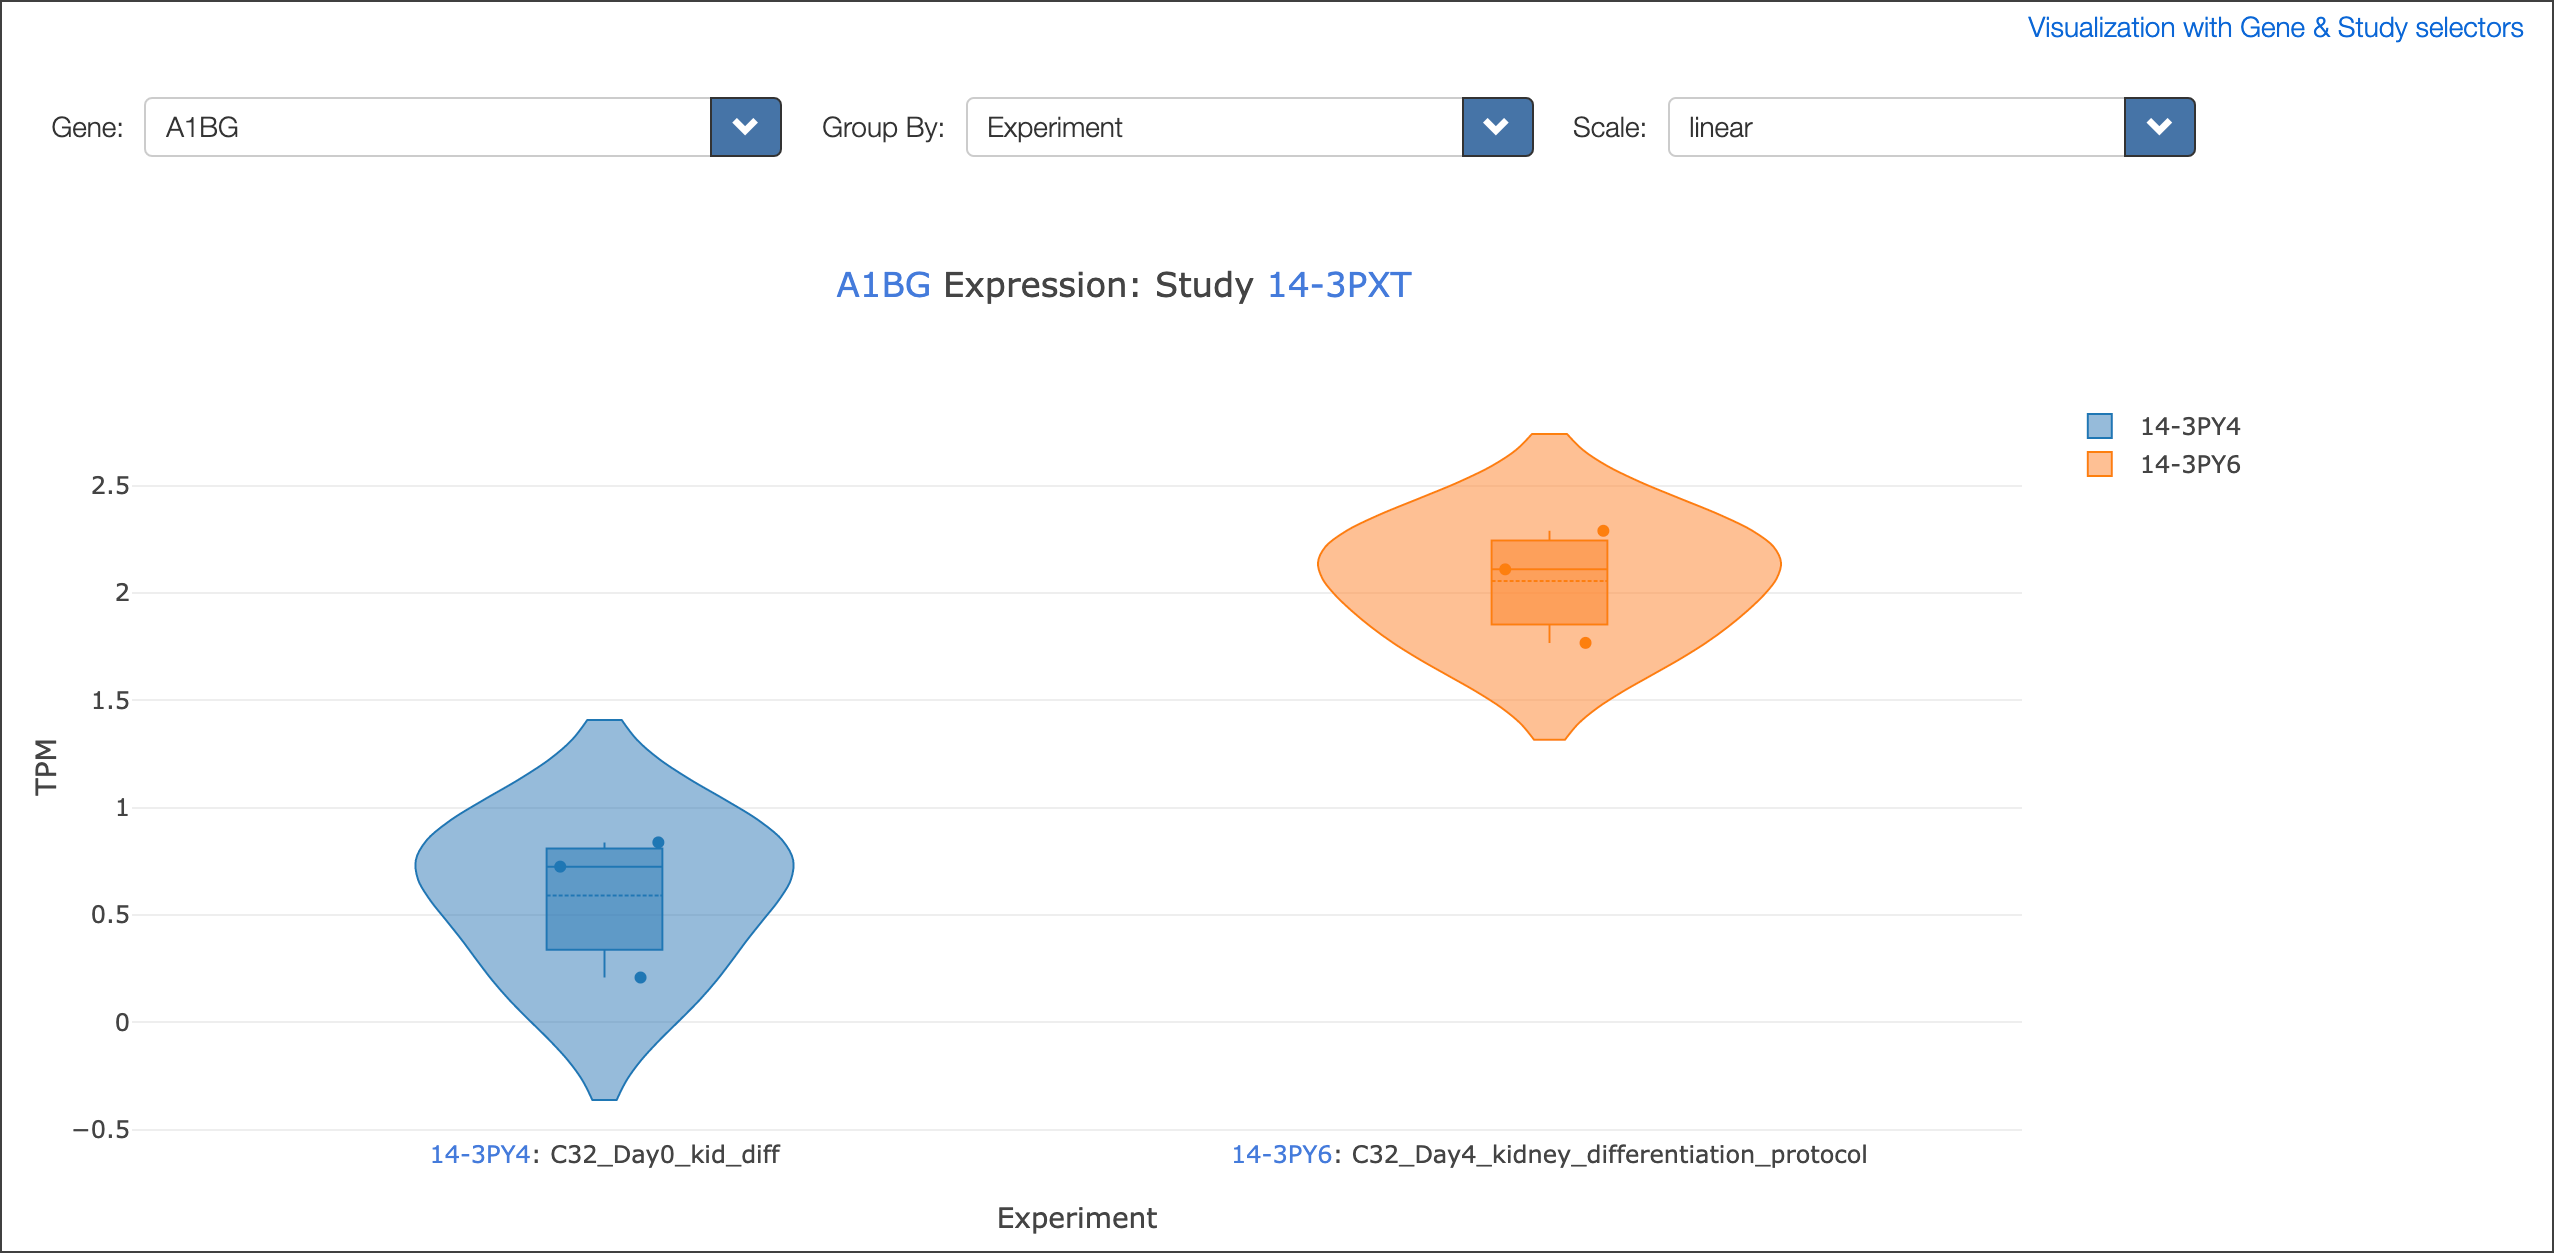 Visualization with Gene & Study selectors
Gene: A1BG Group By: Experiment Scale: linear
A1BG Expression: Study 14-3PXT
14-3PY4
14-3PY6
2.5
2
1.5
1
0.5
0
−0.5
TPM
14-3PY4: C32_Day0_kid_diff 14-3PY6: C32_Day4_kidney_differentiation_protocol
Experiment